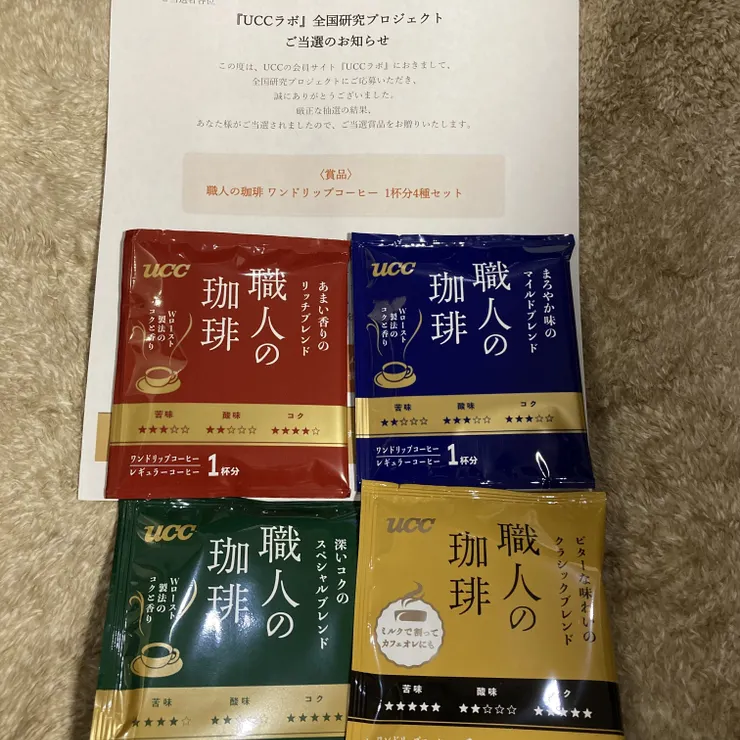 『UCCラボ』全国研究プロジェクト
ご当選のお知らせ
この度は、UCCの会員サイト『UCCラボ』におきまして、
全国研究プロジェクトにご応募いただき、
誠にありがとうございました。
厳正な抽選の結果、
あなた様がご当選されましたので、ご当選賞品をお贈りいたします。
〈賞品〉
職人の珈琲 ワンドリップコーヒー 1杯分4種セット
UCC
職人の
珈琲
あまい香りの
リッチブレンド
Wロースト
製法の
コクと香り
苦味 酸味 コク
★★★☆☆ ★★☆☆☆ ★★★★☆
ワンドリップコーヒー
レギュラーコーヒー
1杯分
UCC
職人の
珈琲
まろやか味の
マイルドブレンド
Wロースト
製法の
コクと香り
苦味 酸味 コク
★★☆☆☆ ★★★☆☆ ★★★☆☆
ワンドリップコーヒー
レギュラーコーヒー
1杯分
UCC
職人の
珈琲
深いコクの
スペシャルブレンド
Wロースト
製法の
コクと香り
苦味 酸味 コク
★★★★☆ ★★☆ ★★★★★
UCC
職人の
珈琲
ビターな味わいの
クラシックブレンド
ミルクで割って
カフェオレにも
苦味 酸味 コク
★★★★★ ★★☆☆☆ ★★★★★
ワンドリップコーヒー